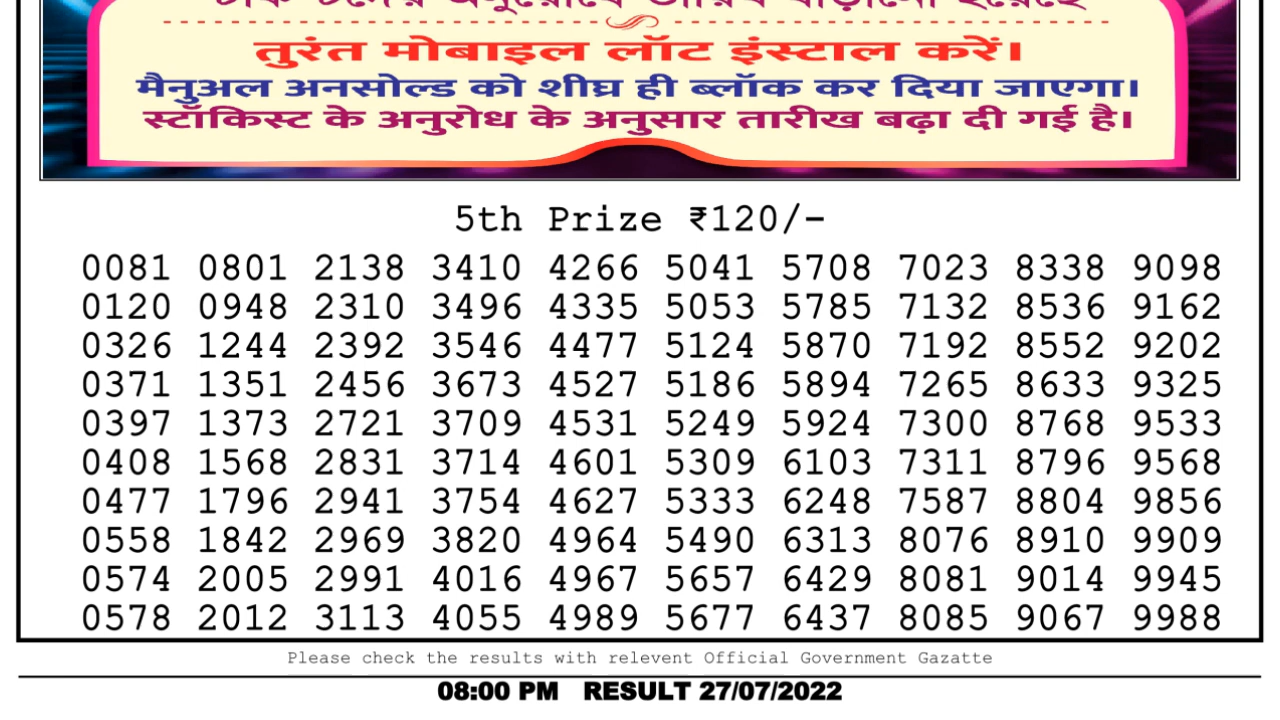 तुरंत मोबाइल लॉट इंस्टाल करें।
मैनुअल अनसोल्ड को शीघ्र ही ब्लॉक कर दिया जाएगा।
स्टॉकिस्ट के अनुरोध के अनुसार तारीख बढ़ा दी गई है।
5th Prize ₹120/-
0081 0801 2138 3410 4266 5041 5708 7023 8338 9098
0120 0948 2310 3496 4335 5053 5785 7132 8536 9162
0326 1244 2392 3546 4477 5124 5870 7192 8552 9202
0371 1351 2456 3673 4527 5186 5894 7265 8633 9325
0397 1373 2721 3709 4531 5249 5924 7300 8768 9533
0408 1568 2831 3714 4601 5309 6103 7311 8796 9568
0477 1796 2941 3754 4627 5333 6248 7587 8804 9856
0558 1842 2969 3820 4964 5490 6313 8076 8910 9909
0574 2005 2991 4016 4967 5657 6429 8081 9014 9945
0578 2012 3113 4055 4989 5677 6437 8085 9067 9988
Please check the results with relevent Official Government Gazatte
08:00 PM RESULT 27/07/2022